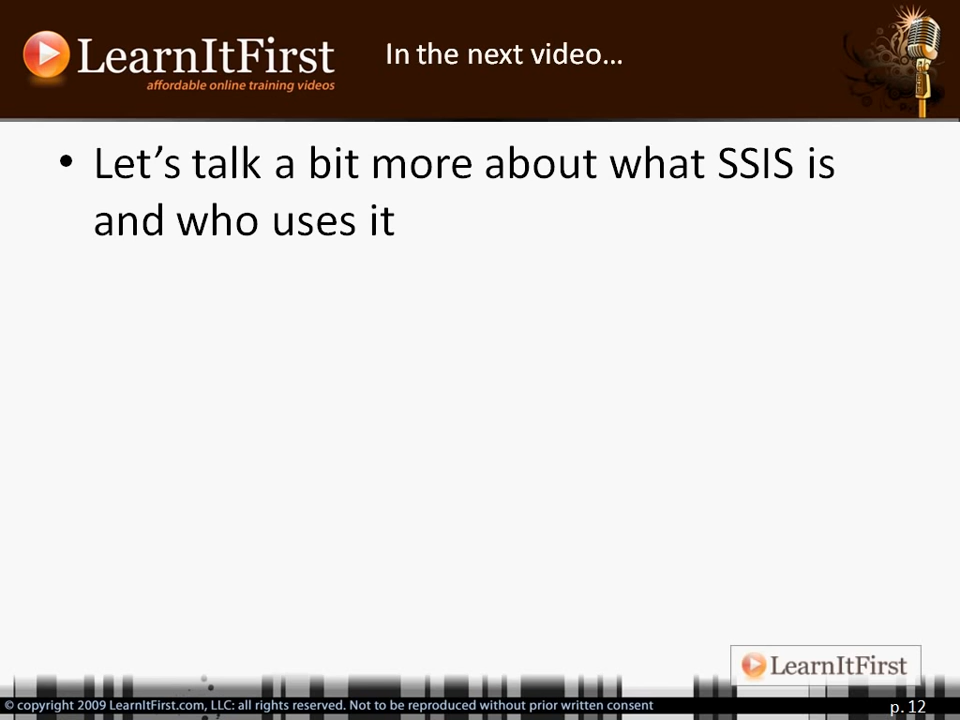 LearnItFirst
affordable online training videos
In the next video…
• Let’s talk a bit more about what SSIS is
and who uses it
LearnItFirst
© copyright 2009 LearnItFirst.com, LLC: all rights reserved. Not to be reproduced without prior written consent
p. 12